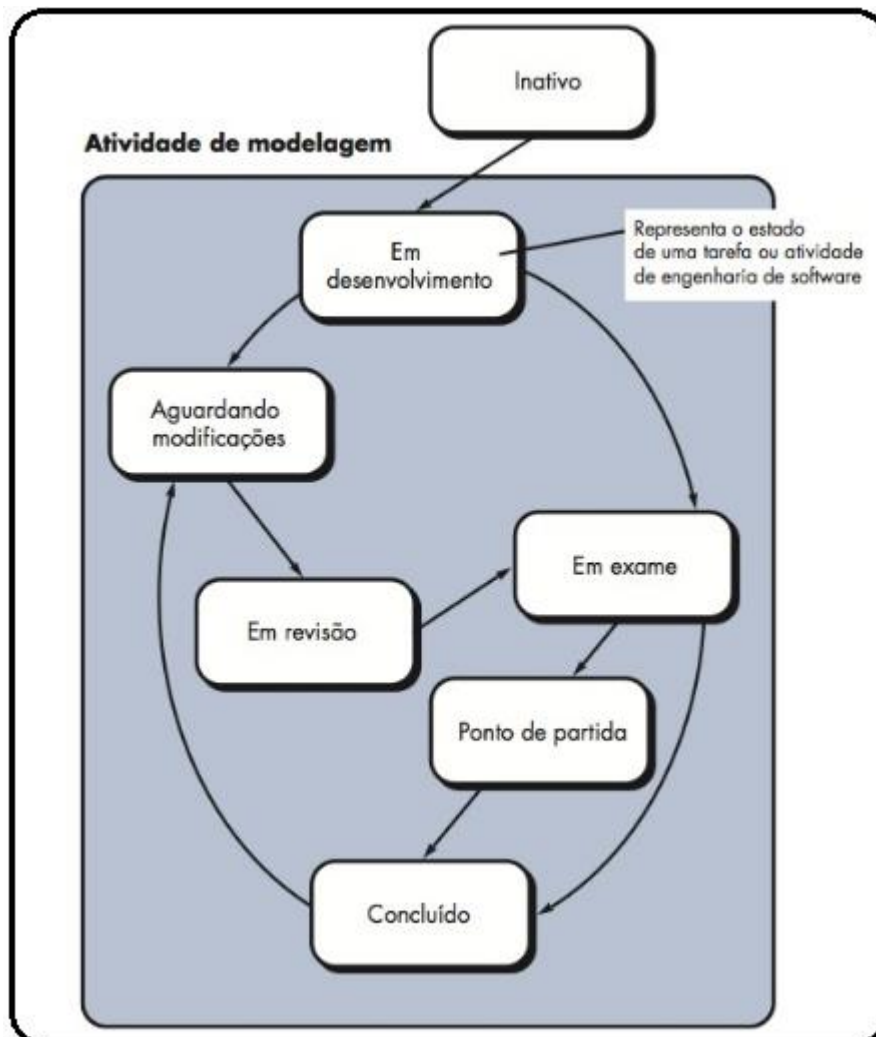 Inativo
Atividade de modelagem
Em
desenvolvimento
Representa o estado
de uma tarefa ou atividade
de engenharia de software
Aguardando
modificações
Em exame
Em revisão
Ponto de partida
Concluído